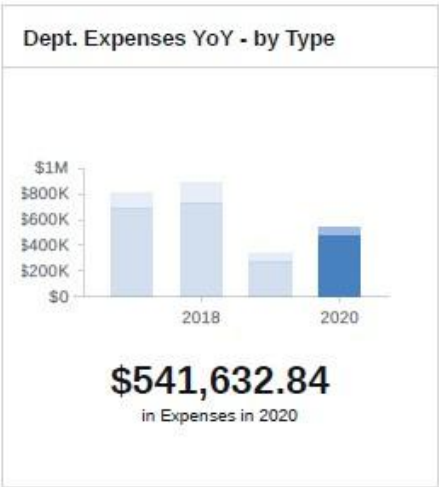 Dept. Expenses YoY - by Type
$1M
$800K
$600K
$400K
$200K
$0
2018 2020
$541,632.84
in Expenses in 2020